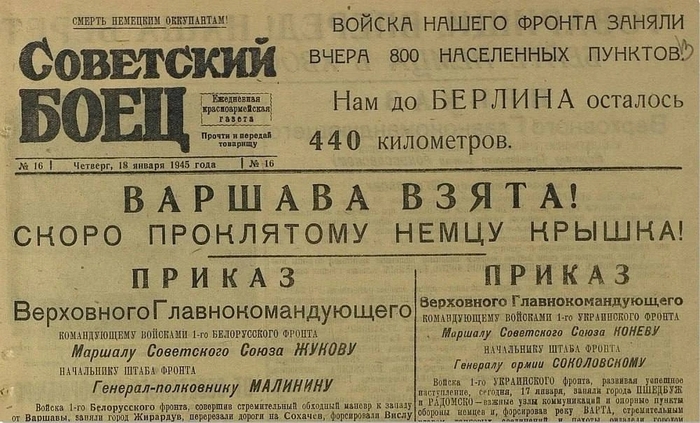 СМЕРТЬ НЕМЕЦКИМ ОККУПАНТАМ!
СОВЕТСКИЙ
БОЕЦ
Ежедневная
красноармейская
газета
Прочти и передай
товарищу
№ 16 | Четверг, 18 января 1945 года | № 16
ВОЙСКА НАШЕГО ФРОНТА ЗАНЯЛИ
ВЧЕРА 800 НАСЕЛЕННЫХ ПУНКТОВ.
Нам до БЕРЛИНА осталось
440 километров.
ВАРШАВА ВЗЯТА!
СКОРО ПРОКЛЯТОМУ НЕМЦУ КРЫШКА!
ПРИКАЗ
Верховного Главнокомандующего
КОМАНДУЮЩЕМУ ВОЙСКАМИ 1-го БЕЛОРУССКОГО ФРОНТА
Маршалу Советского Союза ЖУКОВУ
НАЧАЛЬНИКУ ШТАБА ФРОНТА
Генерал-полковнику МАЛИНИНУ
Войска 1-го Белорусского фронта, совершив стремительный обходный маневр к западу
от Варшавы, заняли город Жирардув, перерезали дороги на Сохачев, форсировали Вислу
ПРИКАЗ
Верховного Главнокомандующего
КОМАНДУЮЩЕМУ ВОЙСКАМИ 1-го УКРАИНСКОГО ФРОНТА
Маршалу Советского Союза КОНЕВУ
НАЧАЛЬНИКУ ШТАБА ФРОНТА
Генералу армии СОКОЛОВСКОМУ
Войска 1-го УКРАИНСКОГО фронта, развивая успешное
наступление, сегодня, 17 января, заняли города ПШЕДБУЖ
и РАДОМСКО — важные узлы коммуникаций и опорные пункты
обороны немцев и, форсировав реку ВАРТА, стремительным